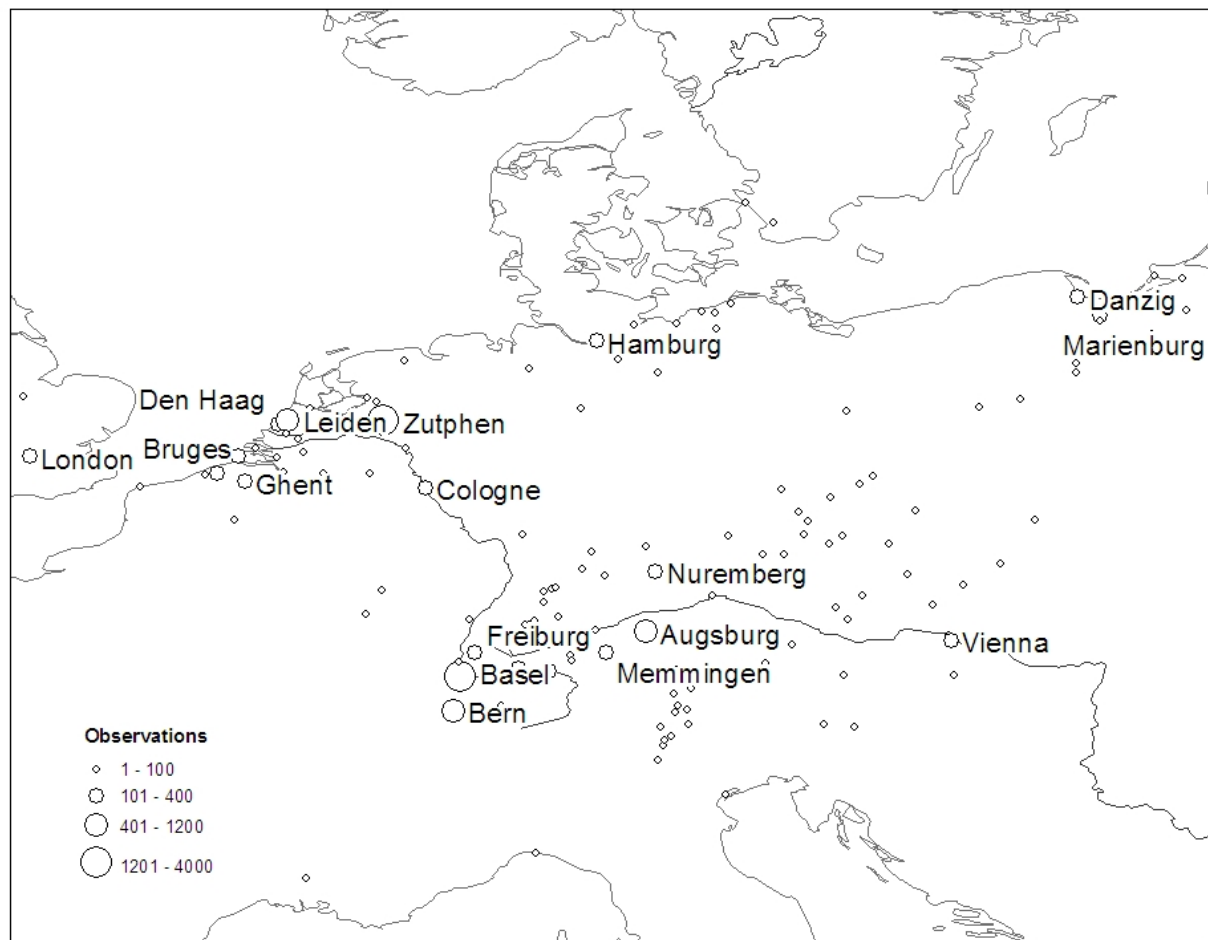 Danzig
Marienburg
Hamburg
Den Haag
Leiden
Zutphen
London
Bruges
Ghent
Cologne
Nuremberg
Freiburg
Augsburg
Vienna
Basel
Memmingen
Bern
Observations
1 - 100
101 - 400
401 - 1200
1201 - 4000